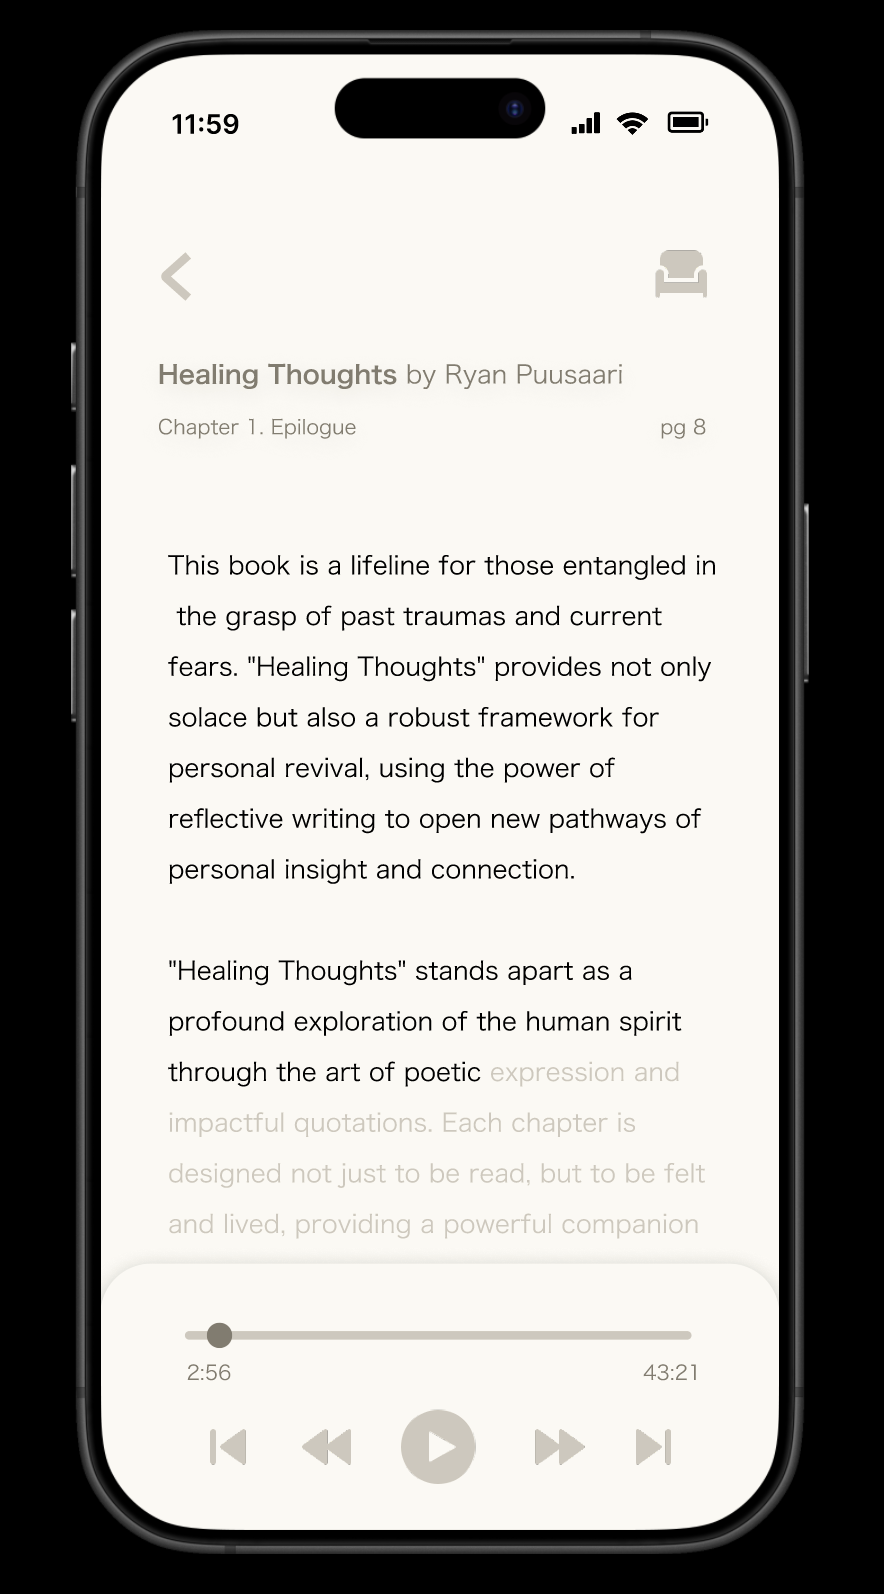 11:59
Healing Thoughts by Ryan Puusaari
Chapter 1. Epilogue pg 8
This book is a lifeline for those entangled in
the grasp of past traumas and current
fears. "Healing Thoughts" provides not only
solace but also a robust framework for
personal revival, using the power of
reflective writing to open new pathways of
personal insight and connection.
"Healing Thoughts" stands apart as a
profound exploration of the human spirit
through the art of poetic expression and
impactful quotations. Each chapter is
designed not just to be read, but to be felt
and lived, providing a powerful companion
2:56 43:21